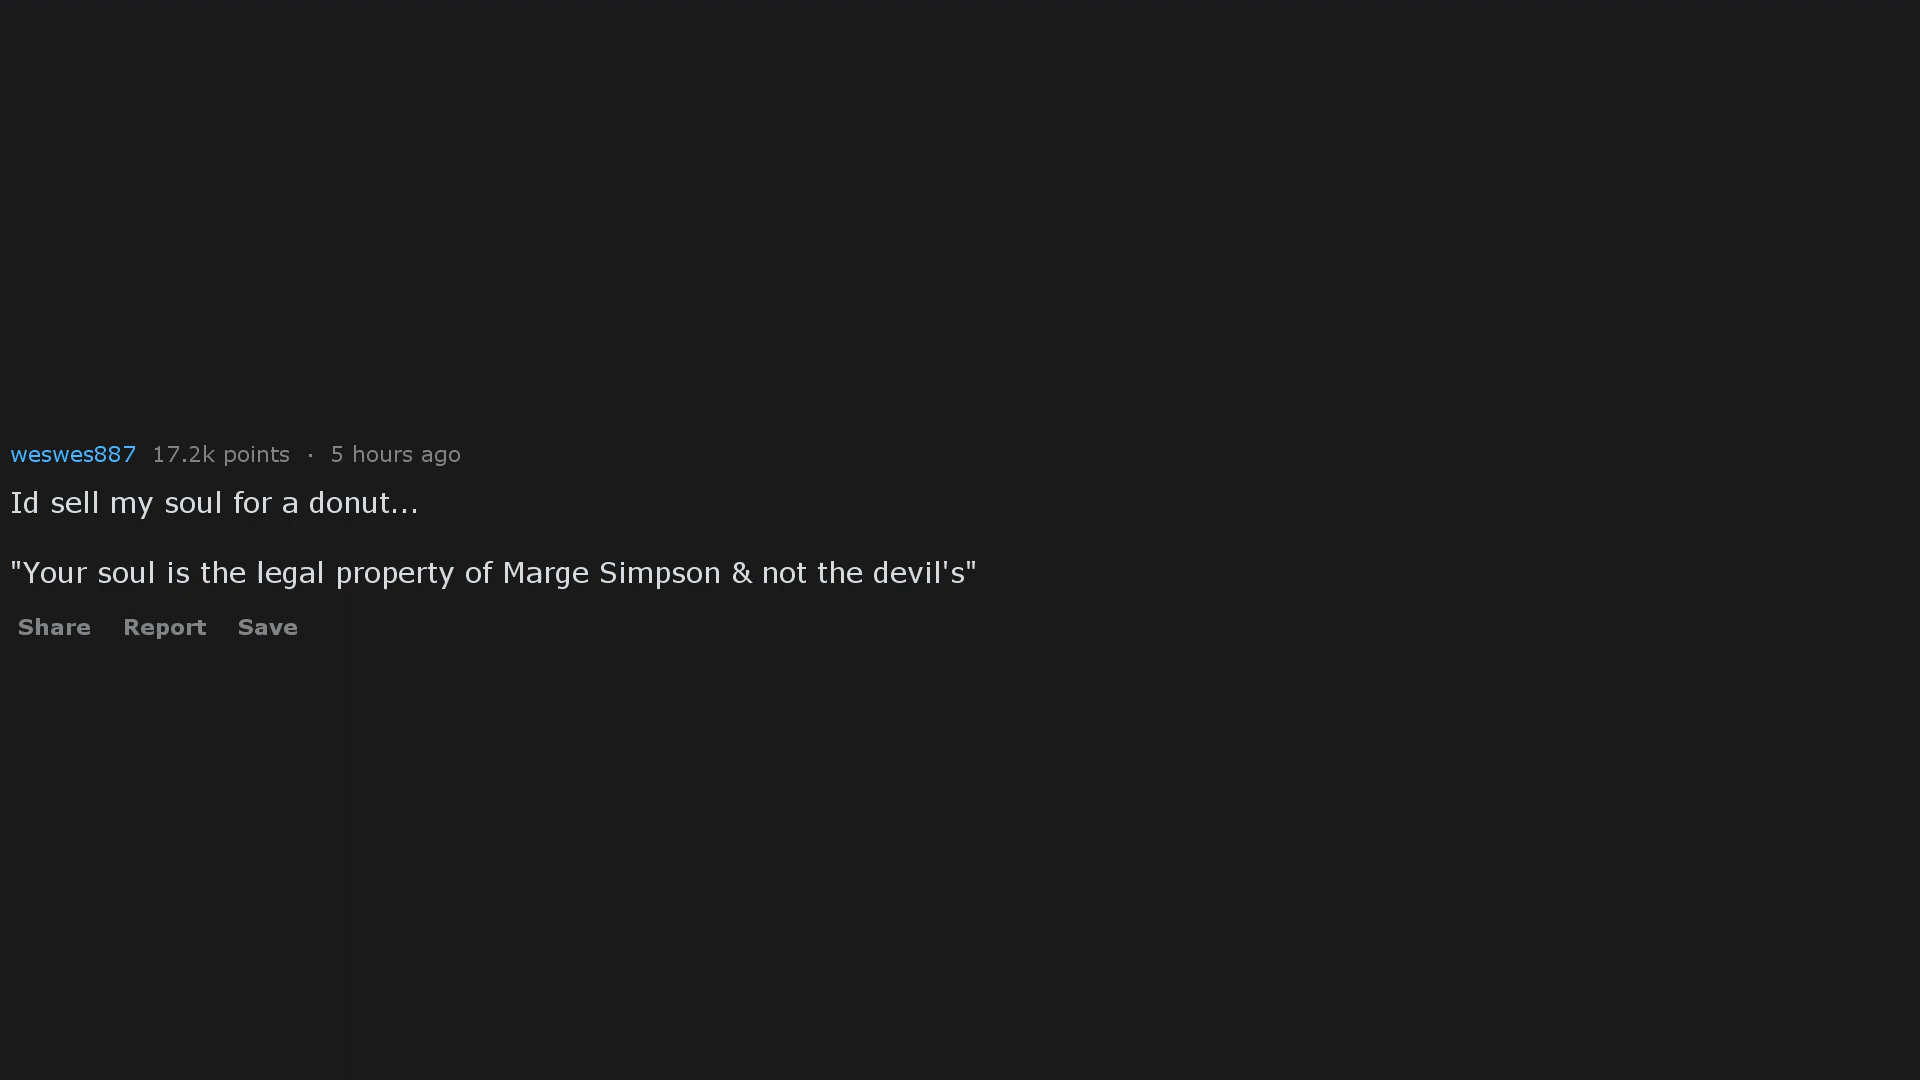 weswes887 17.2k points · 5 hours ago
Id sell my soul for a donut...
"Your soul is the legal property of Marge Simpson & not the devil's"
Share Report Save